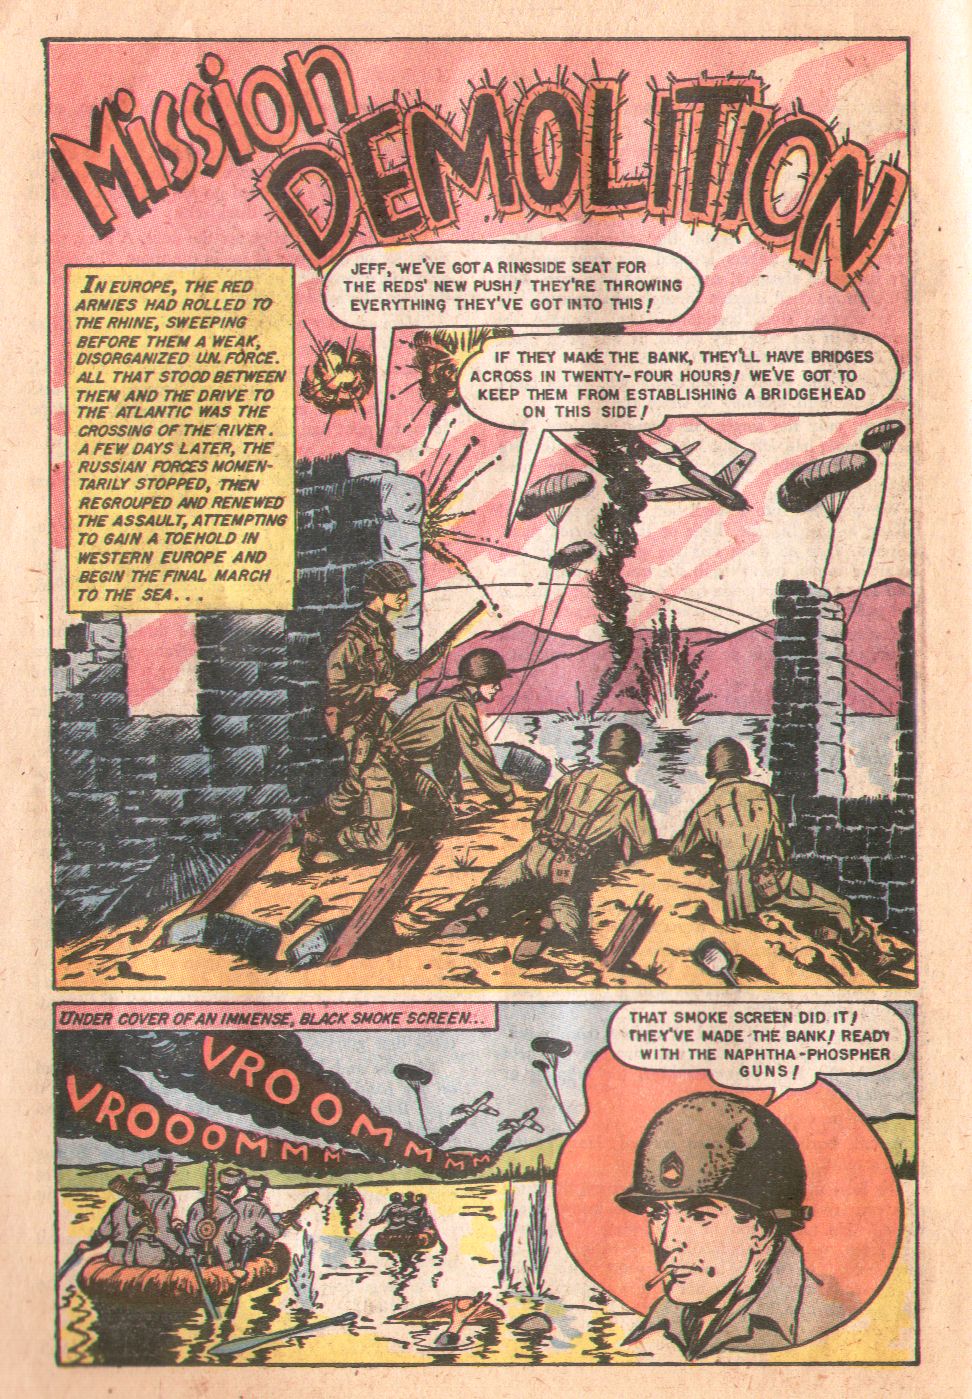 Mission
DEMOLITION
IN EUROPE, THE RED
ARMIES HAD ROLLED TO
THE RHINE, SWEEPING
BEFORE THEM A WEAK,
DISORGANIZED U.N. FORCE.
ALL THAT STOOD BETWEEN
THEM AND THE DRIVE TO
THE ATLANTIC WAS THE
CROSSING OF THE RIVER.
A FEW DAYS LATER, THE
RUSSIAN FORCES MOMEN-
TARILY STOPPED, THEN
REGROUPED AND RENEWED
THE ASSAULT, ATTEMPTING
TO GAIN A TOEHOLD IN
WESTERN EUROPE AND
BEGIN THE FINAL MARCH
TO THE SEA...
JEFF, WE'VE GOT A RINGSIDE SEAT FOR
THE REDS' NEW PUSH! THEY'RE THROWING
EVERYTHING THEY'VE GOT INTO THIS!
IF THEY MAKE THE BANK, THEY'LL HAVE BRIDGES
ACROSS IN TWENTY-FOUR HOURS! WE'VE GOT TO
KEEP THEM FROM ESTABLISHING A BRIDGEHEAD
ON THIS SIDE!
US
UNDER COVER OF AN IMMENSE, BLACK SMOKE SCREEN...
VROOMMMMM
VROOOMMMM
THAT SMOKE SCREEN DID IT!
THEY'VE MADE THE BANK! READY
WITH THE NAPHTHA-PHOSPHER
GUNS!